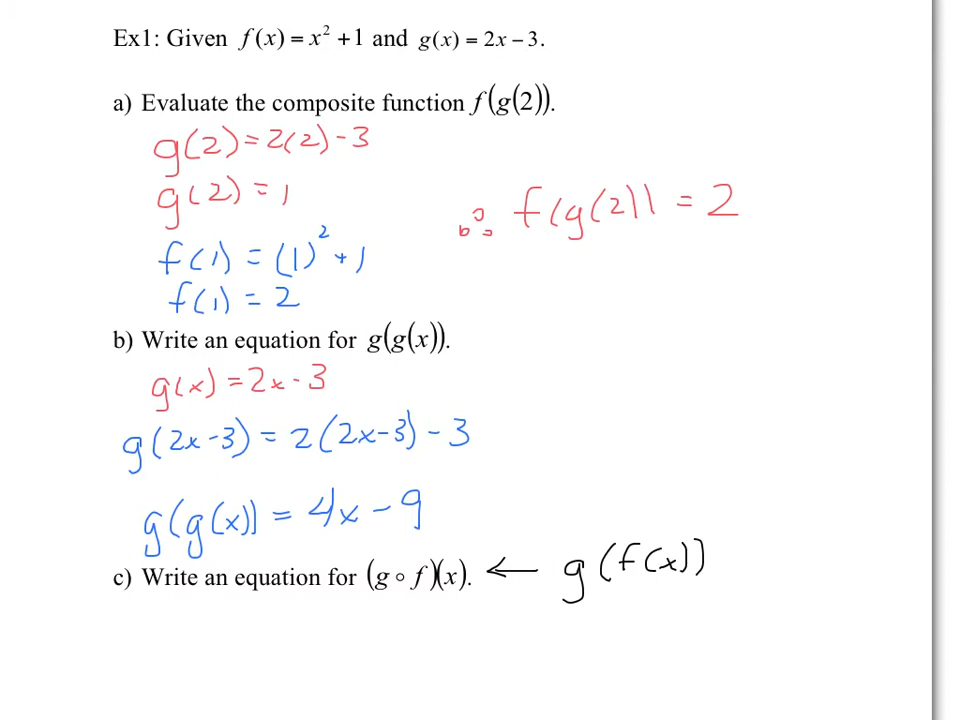 Ex1: Given f(x) = x² + 1 and g(x) = 2x − 3.
a) Evaluate the composite function f(g(2)).
g(2) = 2(2) - 3
g(2) = 1
f(g(2)) = 2
f(1) = (1)² + 1
f(1) = 2
b) Write an equation for g(g(x)).
g(x) = 2x - 3
g(2x-3) = 2(2x-3) - 3
g(g(x)) = 4x - 9
c) Write an equation for (g ∘ f)(x). ← g(f(x))